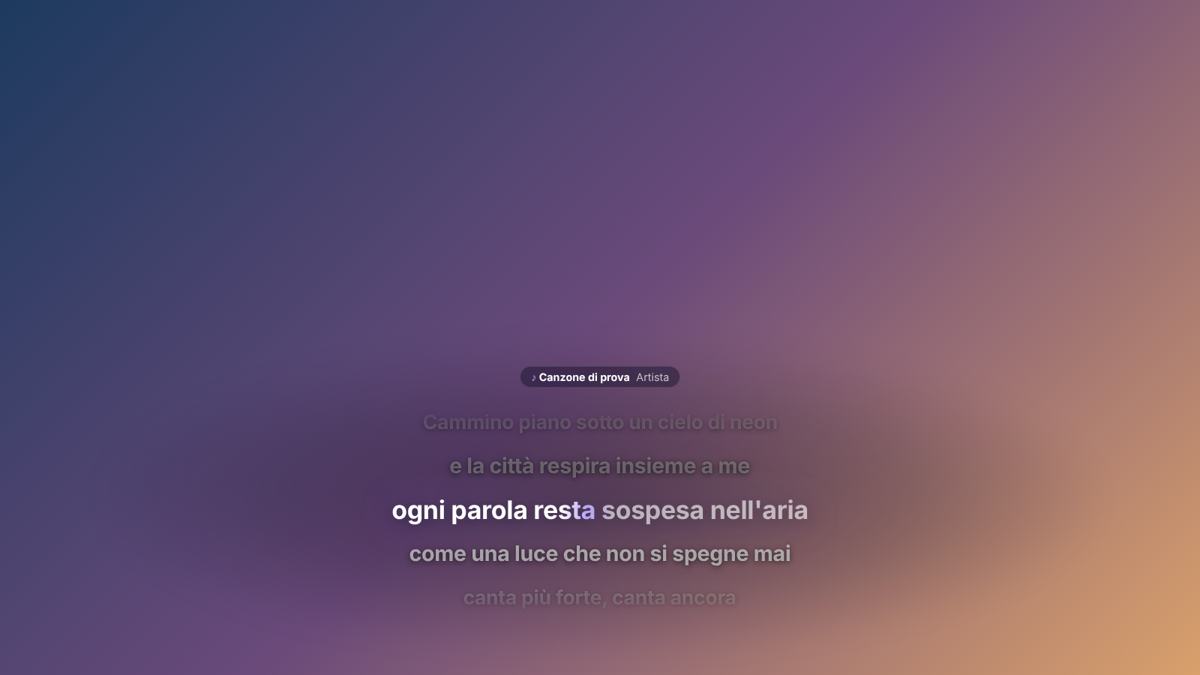 ♪ Canzone di prova Artista
Cammino piano sotto un cielo di neon
e la città respira insieme a me
ogni parola resta sospesa nell'aria
come una luce che non si spegne mai
canta più forte, canta ancora